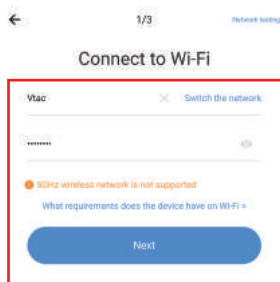 1/3
Network testing
Connect to Wi-Fi
Vtac
Switch the network
••••••••
5GHz wireless network is not supported
What requirements does the device have on Wi-Fi >
Next